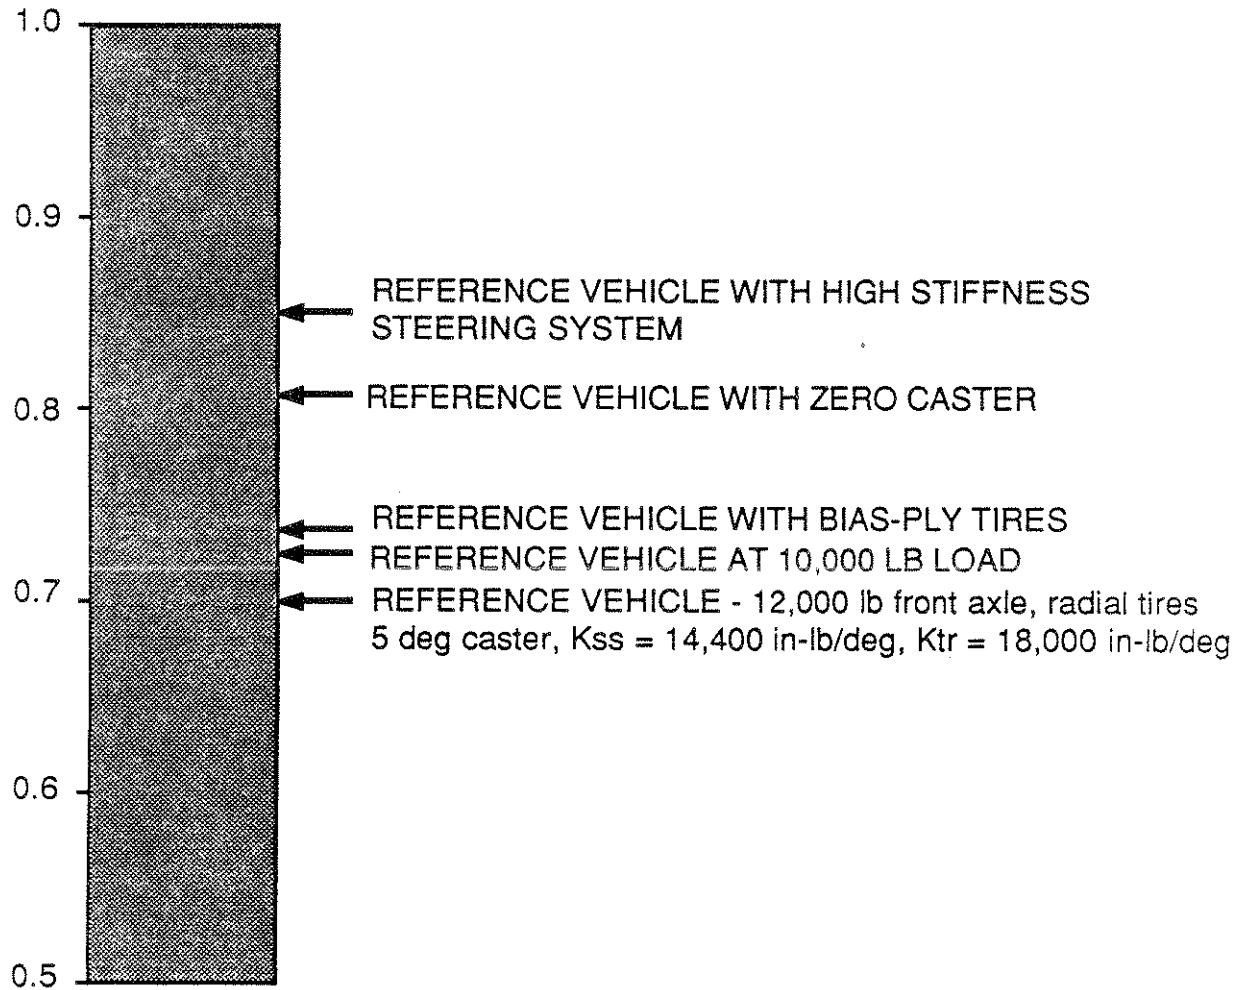 1.0
0.9
REFERENCE VEHICLE WITH HIGH STIFFNESS
STEERING SYSTEM
0.8
REFERENCE VEHICLE WITH ZERO CASTER
REFERENCE VEHICLE WITH BIAS-PLY TIRES
REFERENCE VEHICLE AT 10,000 LB LOAD
0.7
REFERENCE VEHICLE - 12,000 lb front axle, radial tires
5 deg caster, Kss = 14,400 in-lb/deg, Ktr = 18,000 in-lb/deg
0.6
0.5